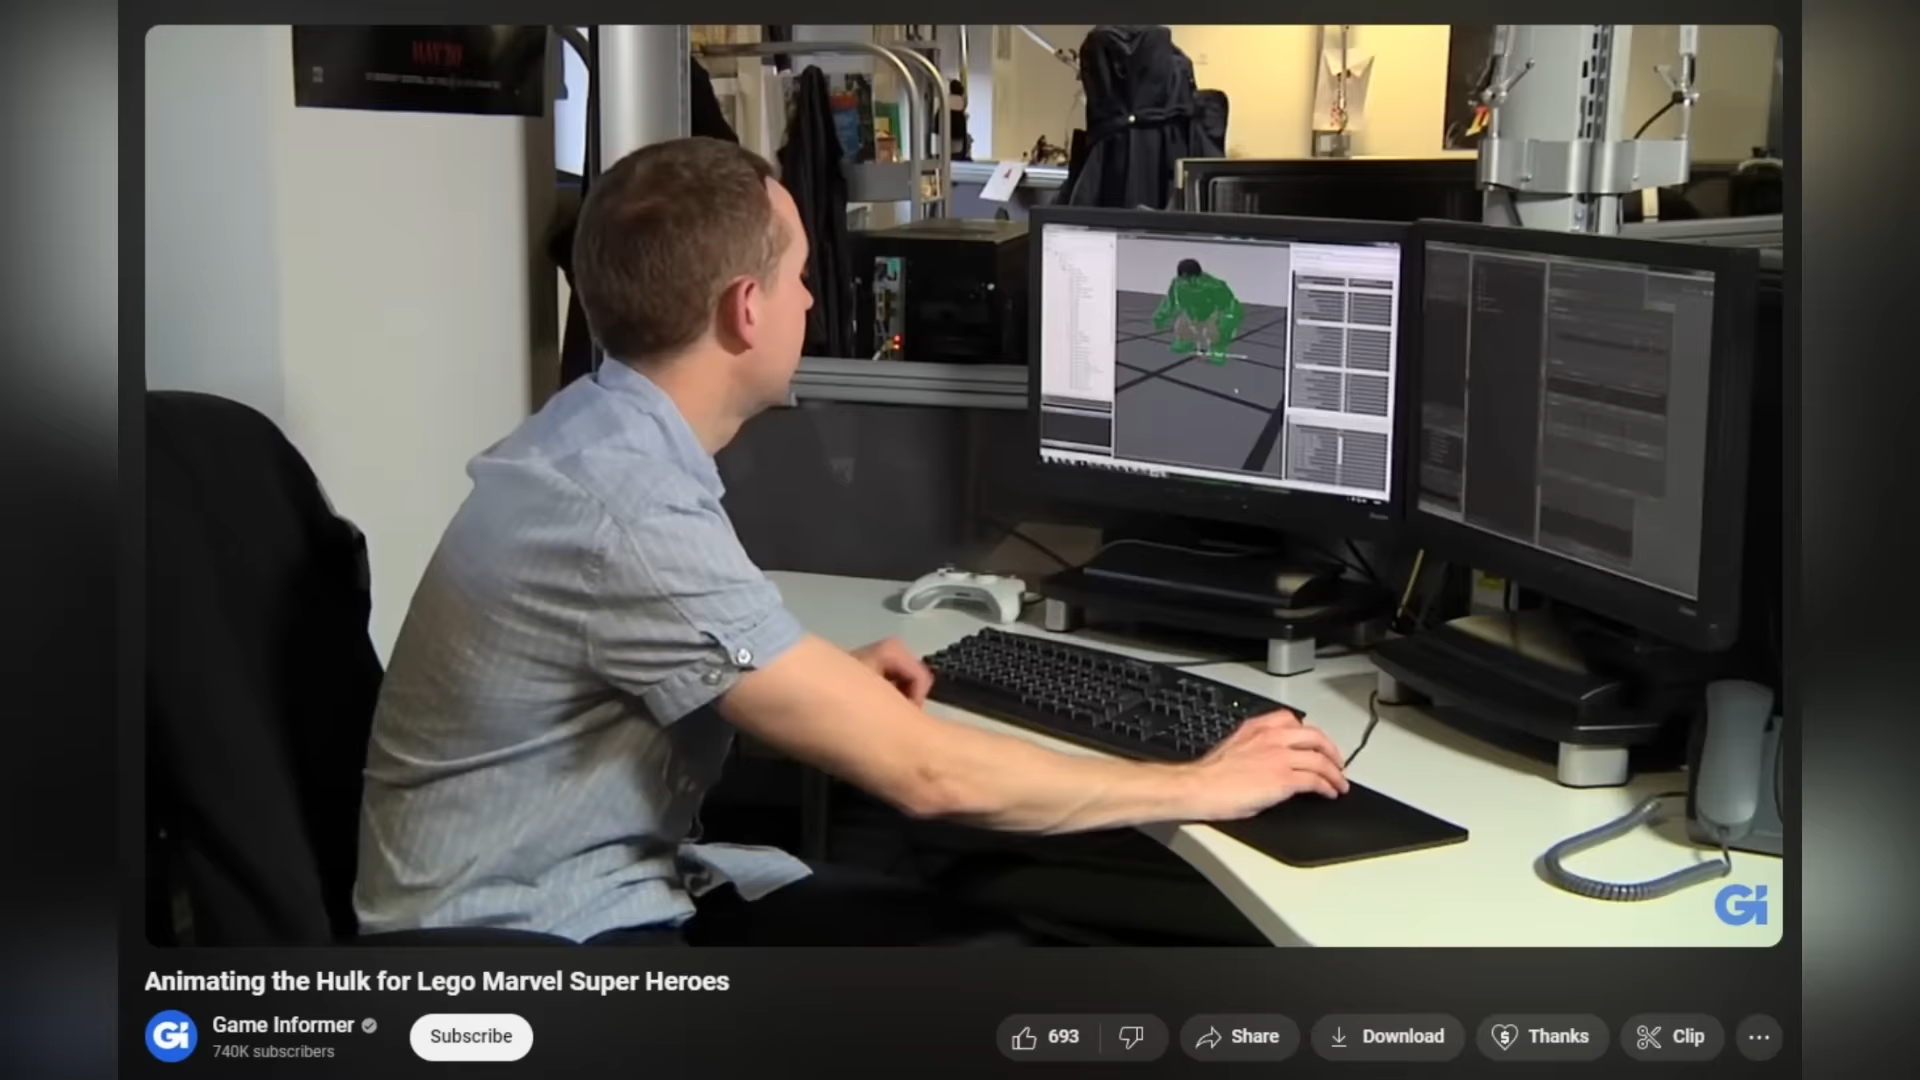 Gi
Animating the Hulk for Lego Marvel Super Heroes
Gi
Game Informer
740K subscribers
Subscribe
693
Share
Download
Thanks
Clip